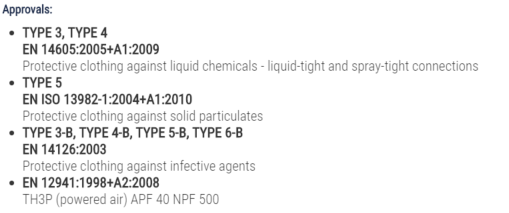 Approvals:
• TYPE 3, TYPE 4
EN 14605:2005+A1:2009
Protective clothing against liquid chemicals - liquid-tight and spray-tight connections
• TYPE 5
EN ISO 13982-1:2004+A1:2010
Protective clothing against solid particulates
• TYPE 3-B, TYPE 4-B, TYPE 5-B, TYPE 6-B
EN 14126:2003
Protective clothing against infective agents
• EN 12941:1998+A2:2008
TH3P (powered air) APF 40 NPF 500